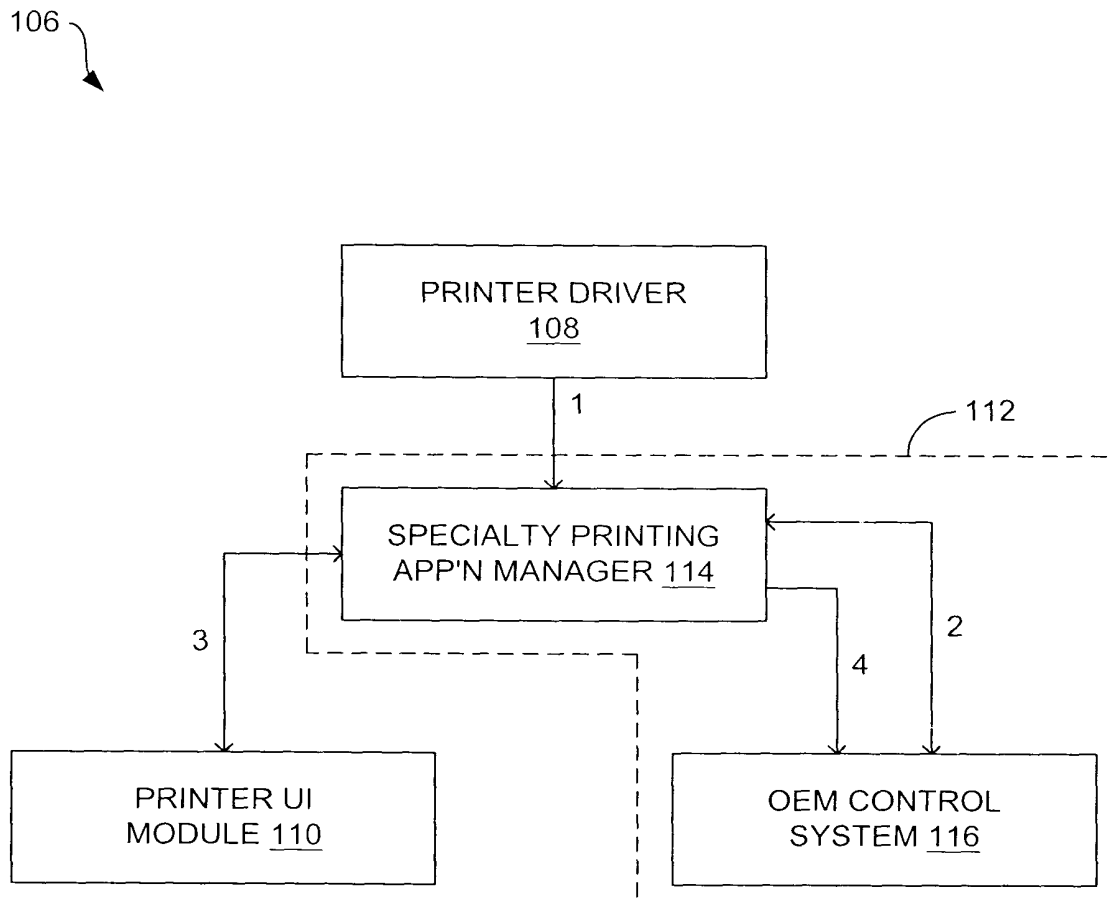 106
PRINTER DRIVER
108
1
112
SPECIALTY PRINTING
APP'N MANAGER 114
3
4
2
PRINTER UI
MODULE 110
OEM CONTROL
SYSTEM 116